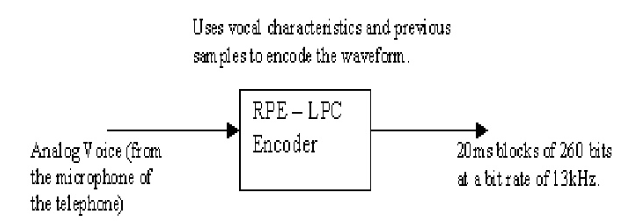 Uses vocal characteristics and previous
samples to encode the waveform.
RPE – LPC
Encoder
Analog Voice (from
the microphone of
the telephone)
20ms blocks of 260 bits
at a bit rate of 13kHz.